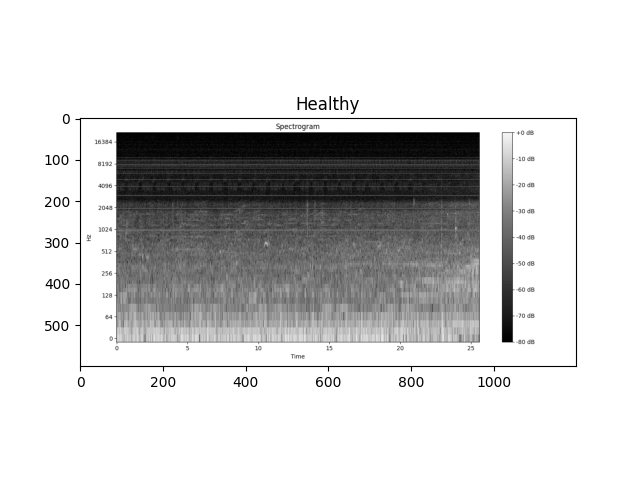 Healthy
Spectrogram
0
100
200
300
400
500
16384
8192
4096
2048
1024
512
256
128
64
0
Hz
0 5 10 15 20 25
Time
+0 dB
-10 dB
-20 dB
-30 dB
-40 dB
-50 dB
-60 dB
-70 dB
-80 dB
0 200 400 600 800 1000